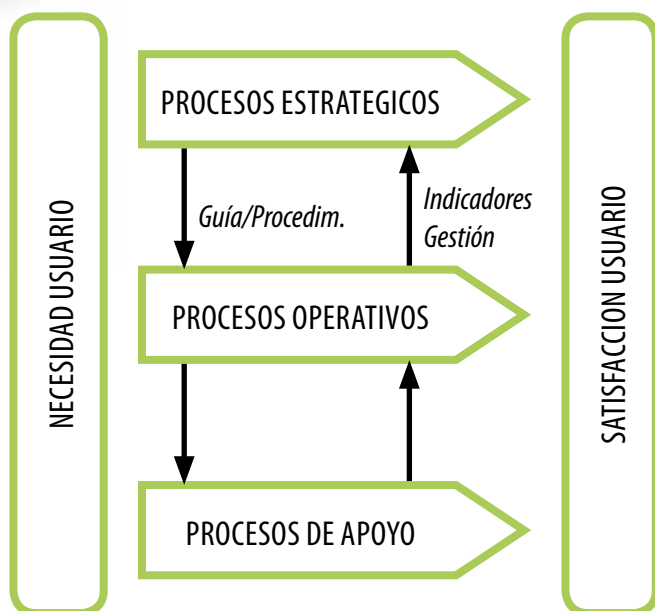 NECESIDAD USUARIO
PROCESOS ESTRATEGICOS
Guía/Procedim.
Indicadores
Gestión
PROCESOS OPERATIVOS
PROCESOS DE APOYO
SATISFACCION USUARIO